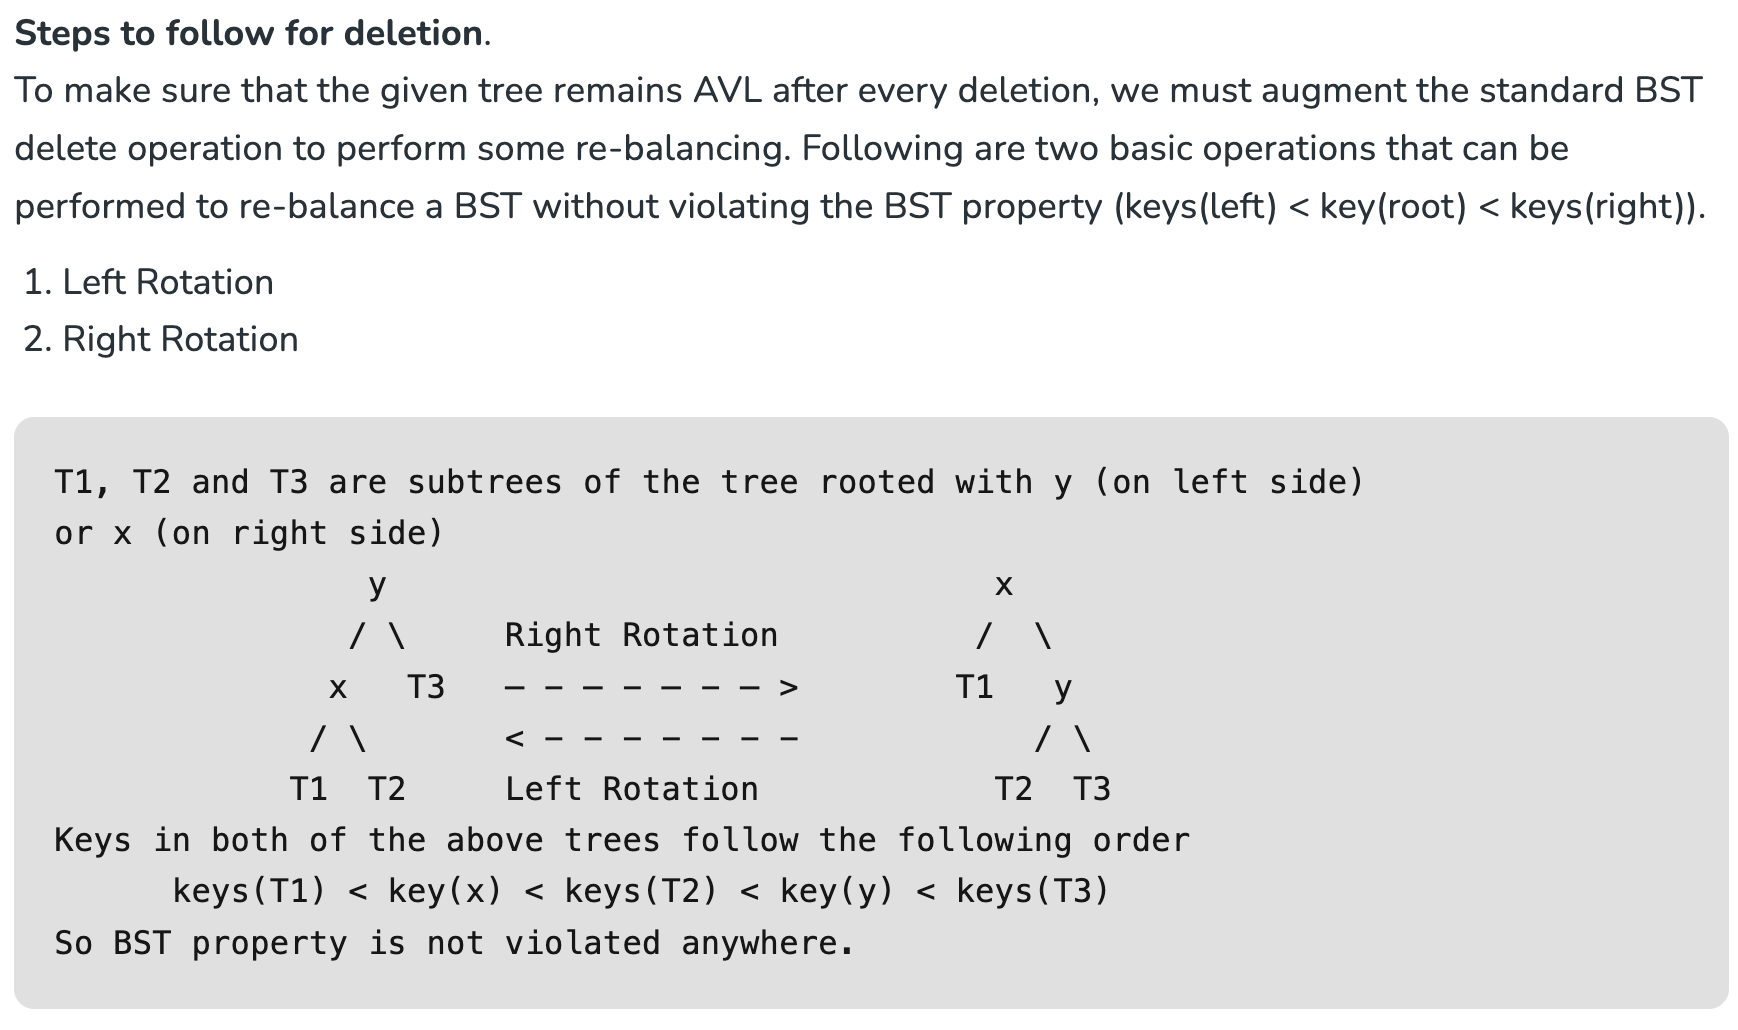 Steps to follow for deletion.
To make sure that the given tree remains AVL after every deletion, we must augment the standard BST
delete operation to perform some re-balancing. Following are two basic operations that can be
performed to re-balance a BST without violating the BST property (keys(left) < key(root) < keys(right)).
1. Left Rotation
2. Right Rotation
T1, T2 and T3 are subtrees of the tree rooted with y (on left side)
or x (on right side)
                y                               x
               / \     Right Rotation          /  \
              x   T3   – – – – – – – >        T1   y
             / \       < - - - - - - -            / \
            T1  T2     Left Rotation            T2  T3
Keys in both of the above trees follow the following order
      keys(T1) < key(x) < keys(T2) < key(y) < keys(T3)
So BST property is not violated anywhere.